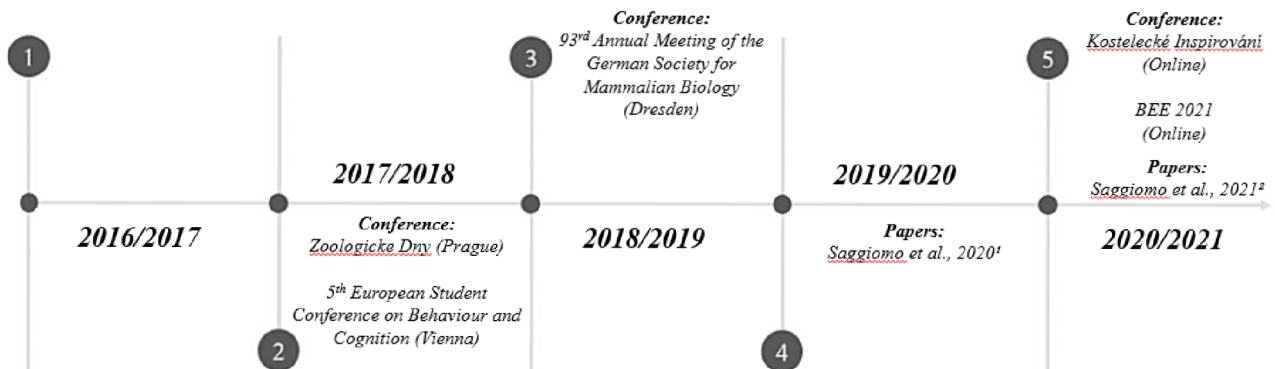 1
2016/2017
2017/2018
Conference:
Zoologicke Dny (Prague)
5th European Student
Conference on Behaviour and
Cognition (Vienna)
2
3
Conference:
93rd Annual Meeting of the
German Society for
Mammalian Biology
(Dresden)
2018/2019
2019/2020
Papers:
Saggiomo et al., 2020¹
4
5
Conference:
Kostelecké Inspirování
(Online)
BEE 2021
(Online)
Papers:
Saggiomo et al., 2021²
2020/2021